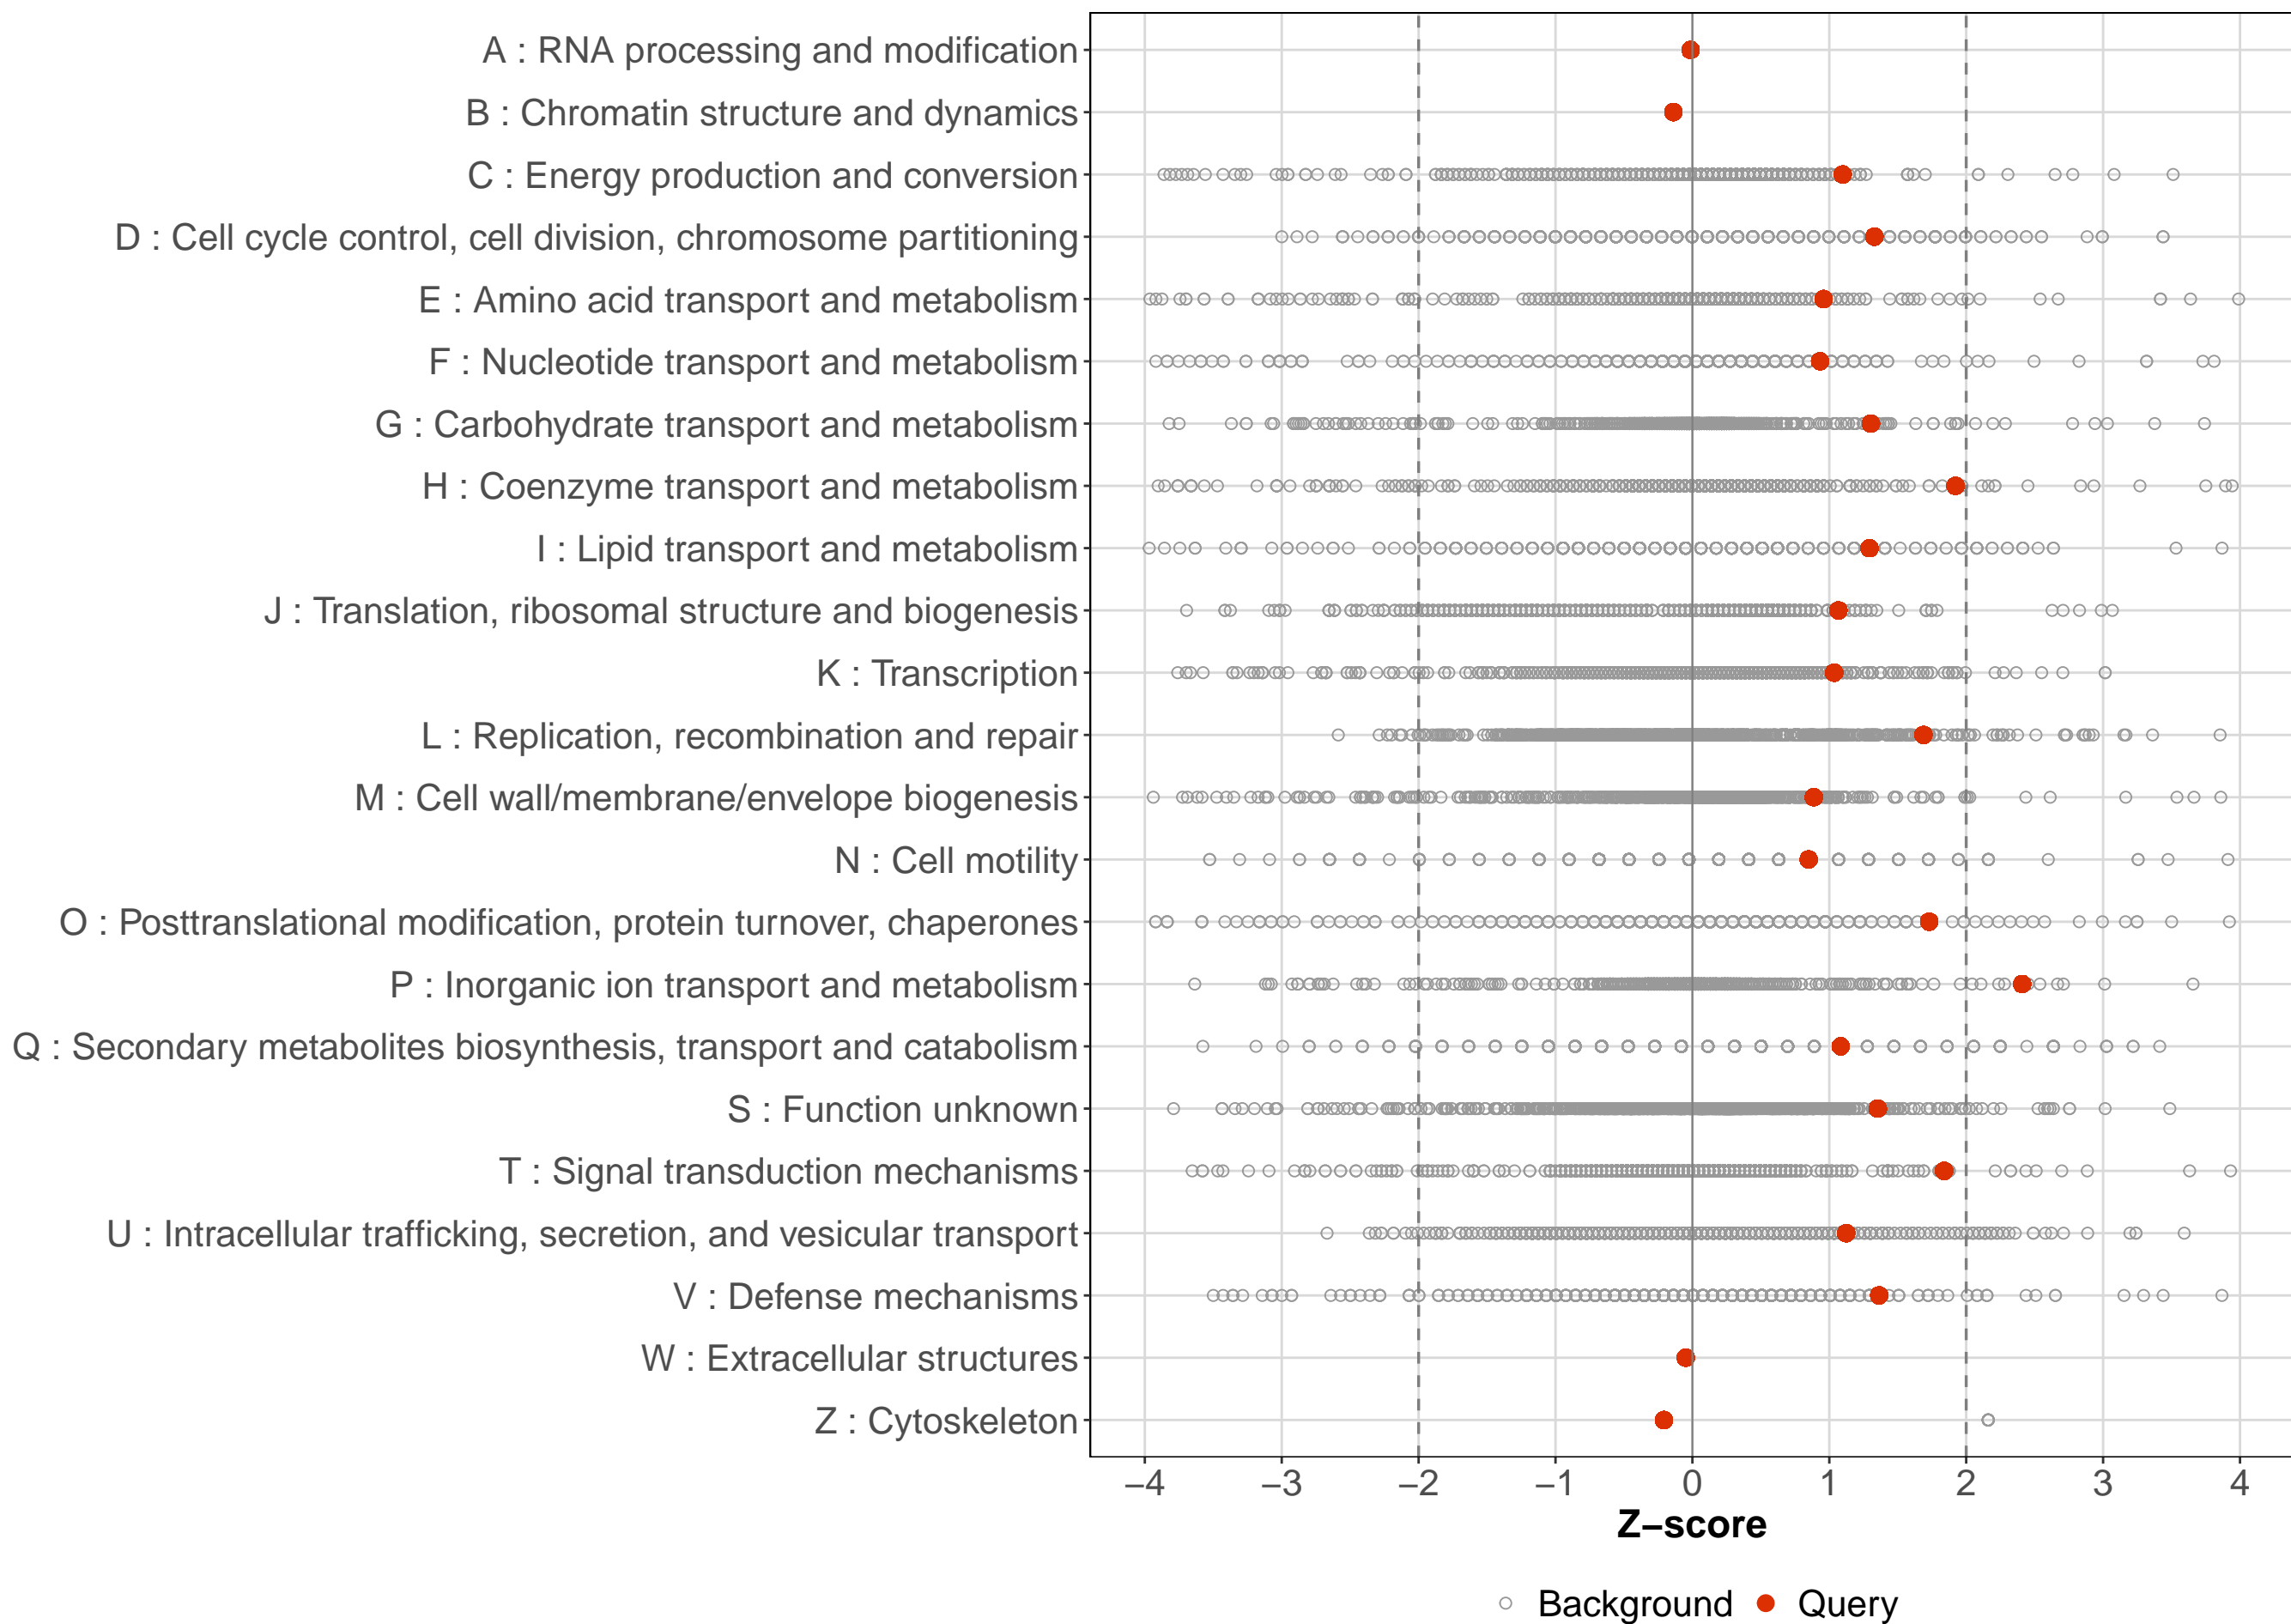 A : RNA processing and modification
B : Chromatin structure and dynamics
C : Energy production and conversion
D : Cell cycle control, cell division, chromosome partitioning
E : Amino acid transport and metabolism
F : Nucleotide transport and metabolism
G : Carbohydrate transport and metabolism
H : Coenzyme transport and metabolism
I : Lipid transport and metabolism
J : Translation, ribosomal structure and biogenesis
K : Transcription
L : Replication, recombination and repair
M : Cell wall/membrane/envelope biogenesis
N : Cell motility
O : Posttranslational modification, protein turnover, chaperones
P : Inorganic ion transport and metabolism
Q : Secondary metabolites biosynthesis, transport and catabolism
S : Function unknown
T : Signal transduction mechanisms
U : Intracellular trafficking, secretion, and vesicular transport
V : Defense mechanisms
W : Extracellular structures
Z : Cytoskeleton
−4 −3 −2 −1 0 1 2 3 4
Z−score
Background Query